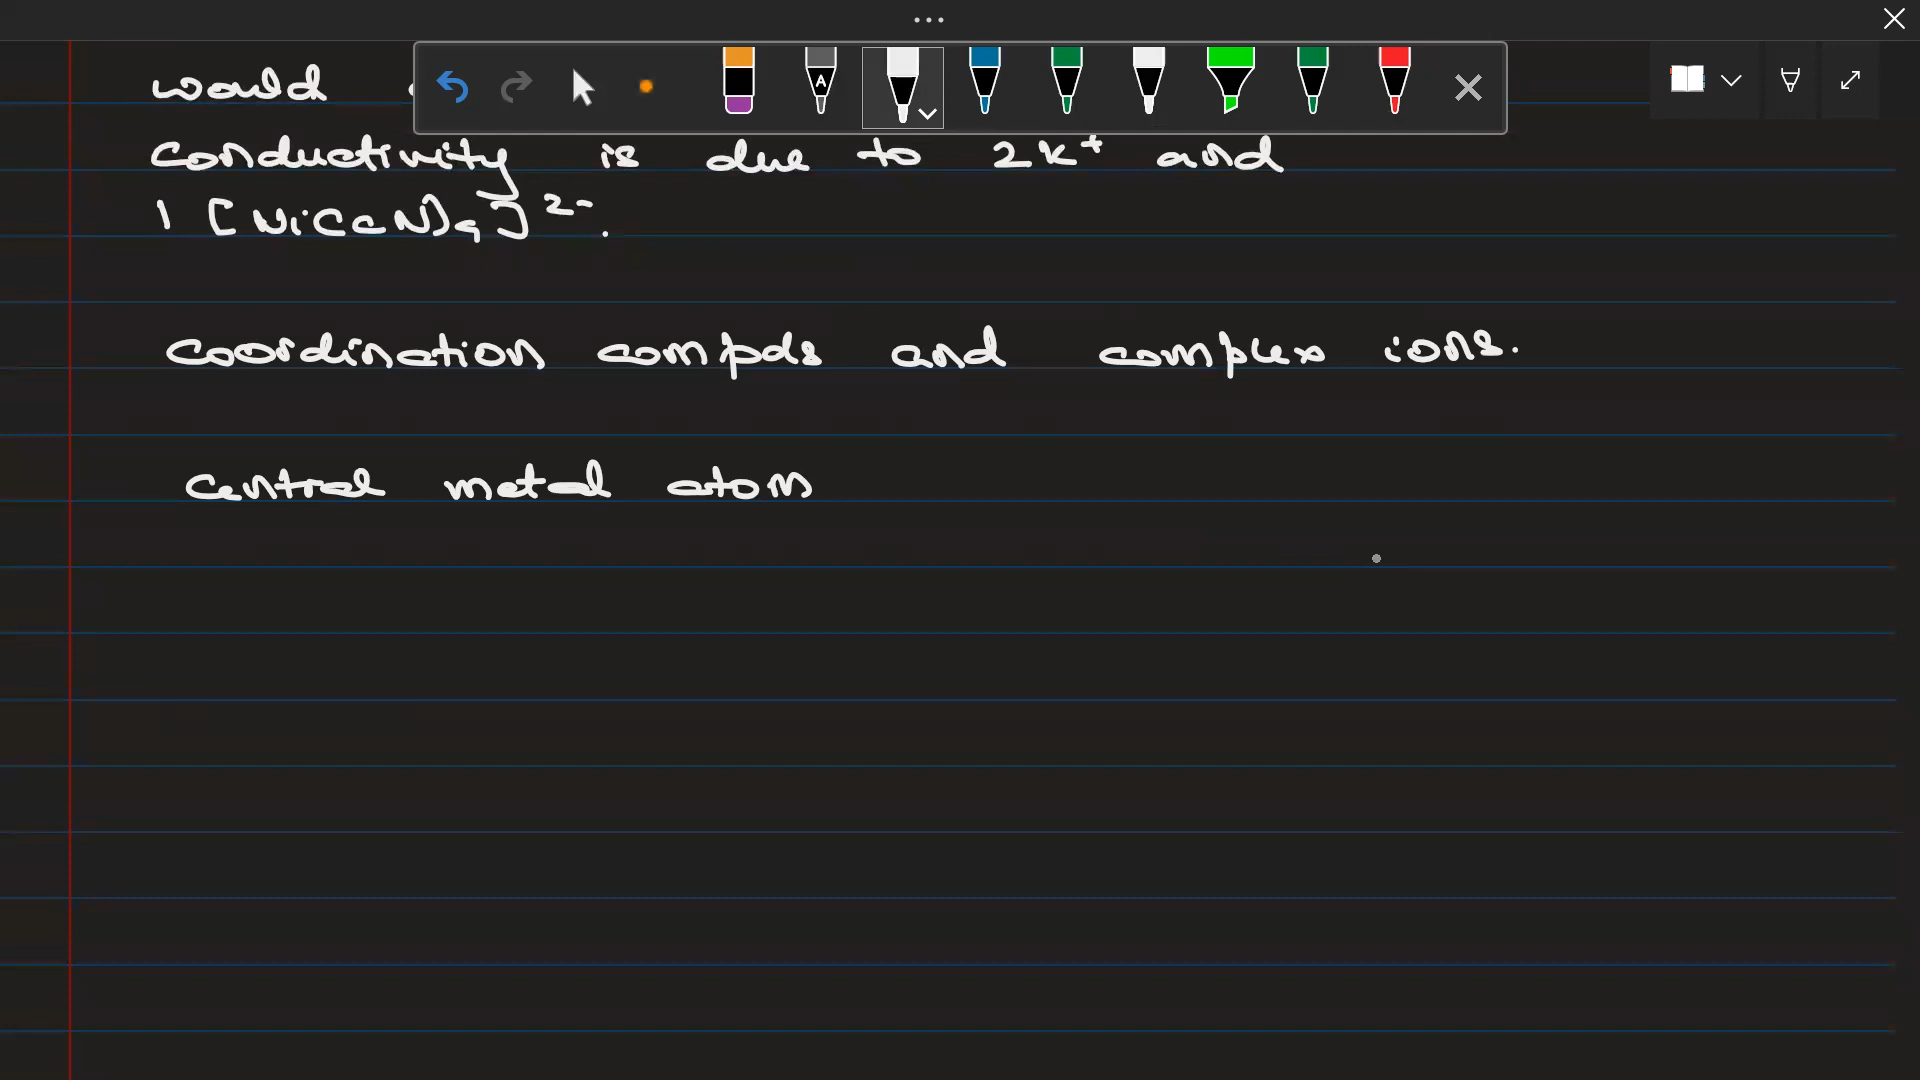 would
conductivity is due to 2K⁺ and
1 [Ni(CN)₄]²⁻.
coordination compds and complex ions.
central metal atom